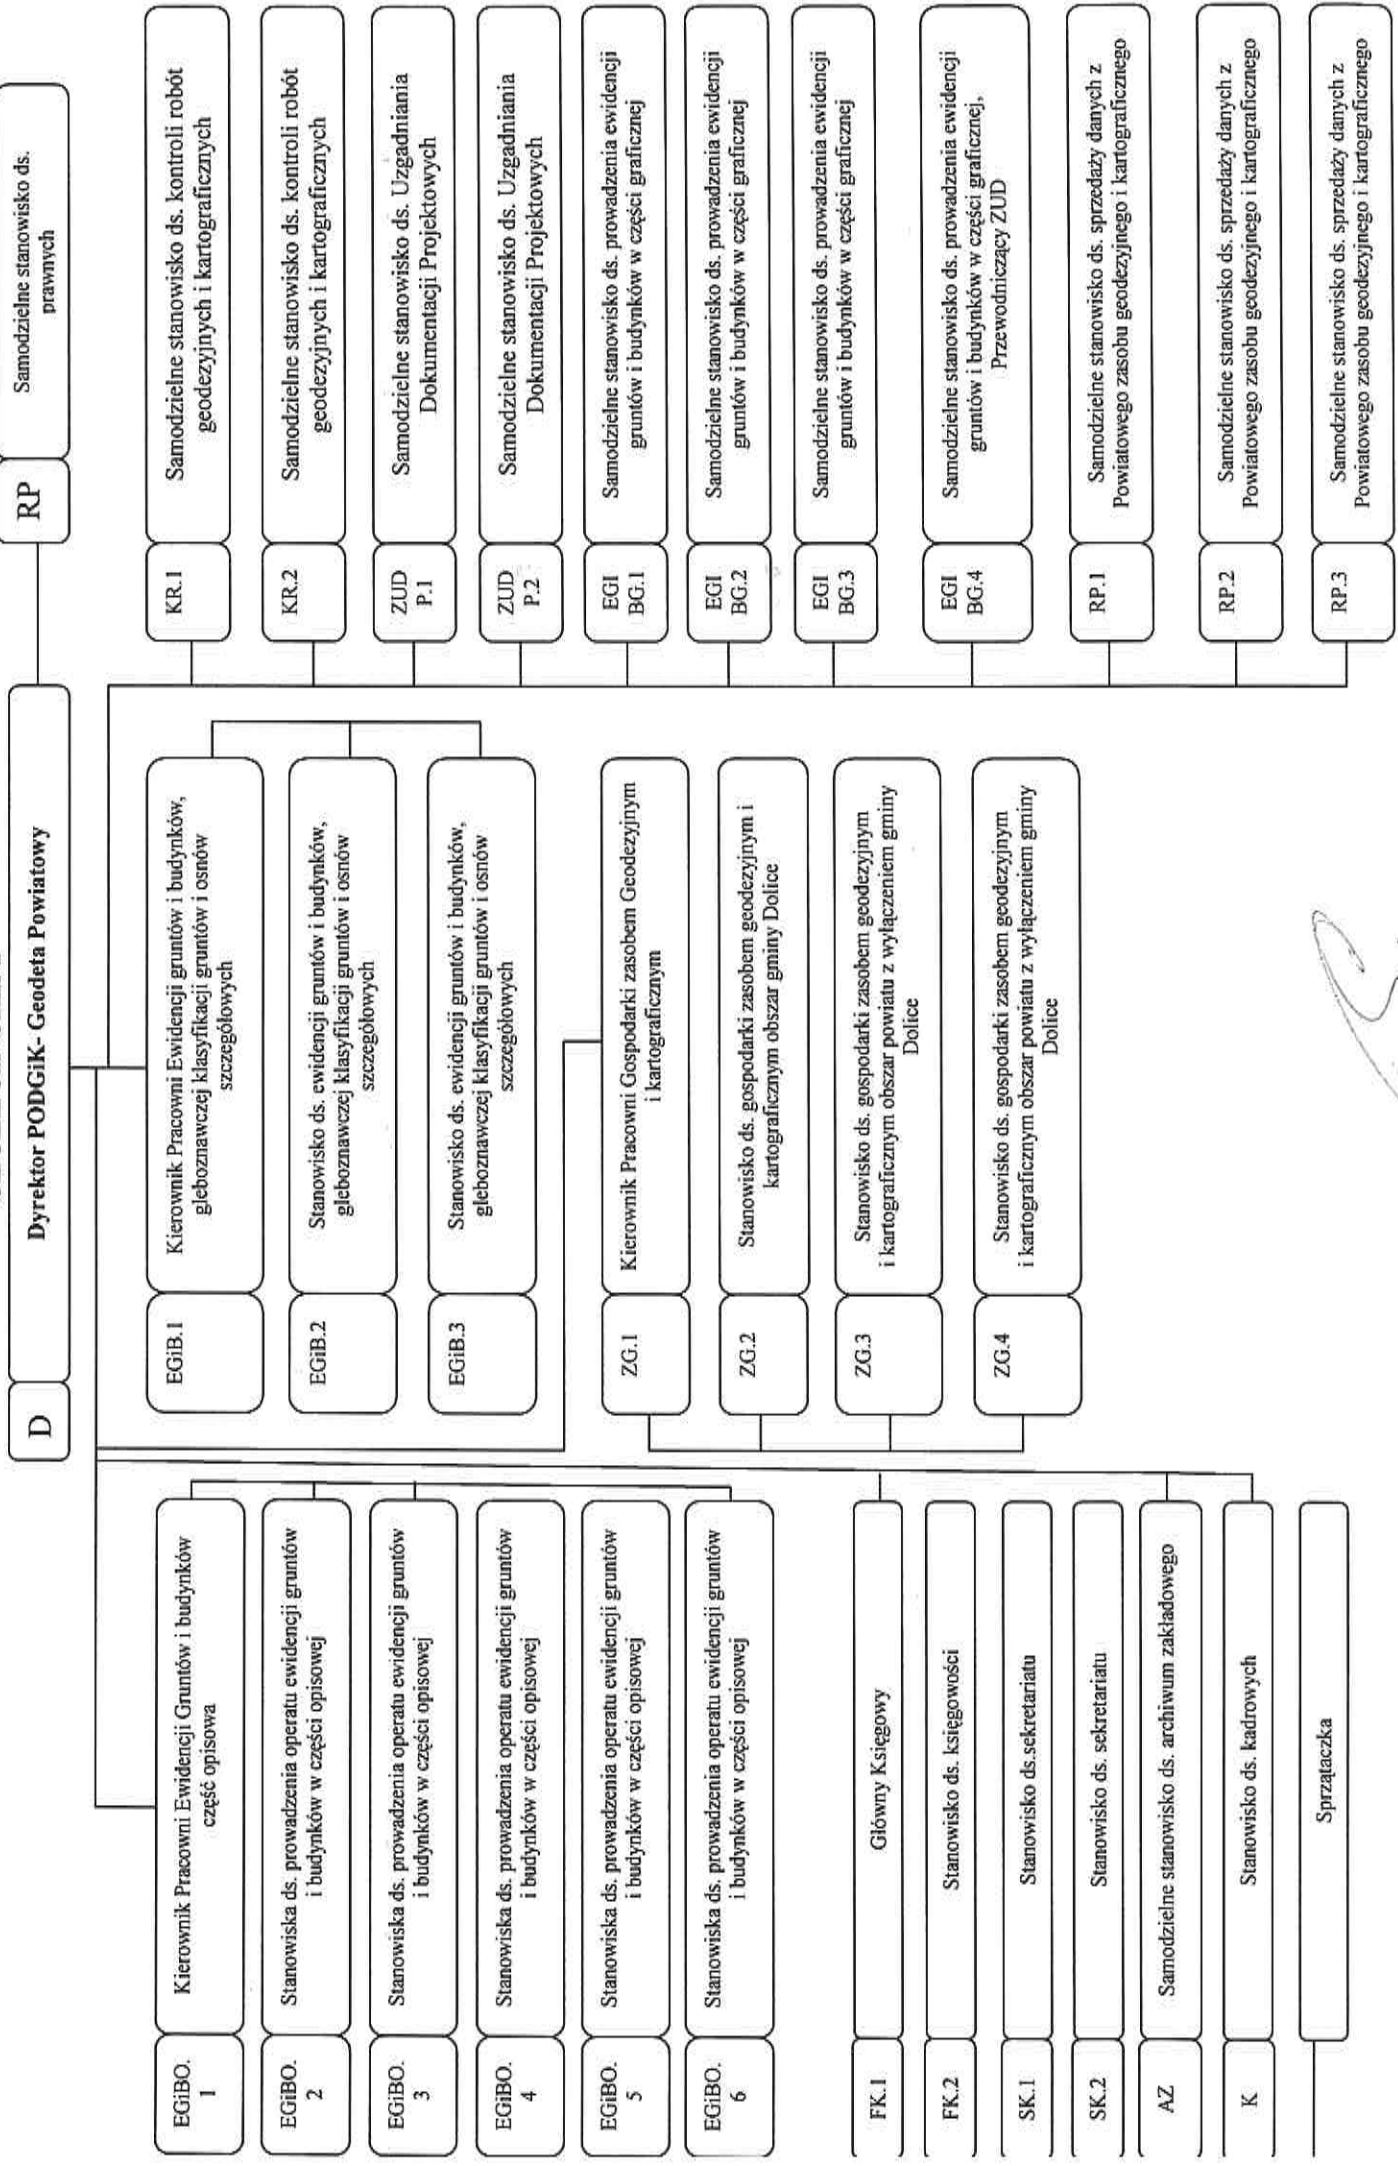 D
Dyrektor PODGiK- Geodeta Powiatowy
RP
Samodzielne stanowisko ds.
prawnych
EGiBO.
1
Kierownik Pracowni Ewidencji Gruntów i budynków
część opisowa
EGiBO.
2
Stanowiska ds. prowadzenia operatu ewidencji gruntów
i budynków w części opisowej
EGiBO.
3
Stanowiska ds. prowadzenia operatu ewidencji gruntów
i budynków w części opisowej
EGiBO.
4
Stanowiska ds. prowadzenia operatu ewidencji gruntów
i budynków w części opisowej
EGiBO.
5
Stanowiska ds. prowadzenia operatu ewidencji gruntów
i budynków w części opisowej
EGiBO.
6
Stanowiska ds. prowadzenia operatu ewidencji gruntów
i budynków w części opisowej
FK.1
Główny Księgowy
FK.2
Stanowisko ds. księgowości
SK.1
Stanowisko ds.sekretariatu
SK.2
Stanowisko ds. sekretariatu
AZ
Samodzielne stanowisko ds. archiwum zakładowego
K
Stanowisko ds. kadrowych
Sprzątaczka
EGiB.1
Kierownik Pracowni Ewidencji gruntów i budynków,
gleboznawczej klasyfikacji gruntów i osnów
szczegółowych
EGiB.2
Stanowisko ds. ewidencji gruntów i budynków,
gleboznawczej klasyfikacji gruntów i osnów
szczegółowych
EGiB.3
Stanowisko ds. ewidencji gruntów i budynków,
gleboznawczej klasyfikacji gruntów i osnów
szczegółowych
ZG.1
Kierownik Pracowni Gospodarki zasobem Geodezyjnym
i kartograficznym
ZG.2
Stanowisko ds. gospodarki zasobem geodezyjnym i
kartograficznym obszar gminy Dolice
ZG.3
Stanowisko ds. gospodarki zasobem geodezyjnym
i kartograficznym obszar powiatu z wyłączeniem gminy
Dolice
ZG.4
Stanowisko ds. gospodarki zasobem geodezyjnym
i kartograficznym obszar powiatu z wyłączeniem gminy
Dolice
KR.1
Samodzielne stanowisko ds. kontroli robót
geodezyjnych i kartograficznych
KR.2
Samodzielne stanowisko ds. kontroli robót
geodezyjnych i kartograficznych
ZUD
P.1
Samodzielne stanowisko ds. Uzgadniania
Dokumentacji Projektowych
ZUD
P.2
Samodzielne stanowisko ds. Uzgadniania
Dokumentacji Projektowych
EGI
BG.1
Samodzielne stanowisko ds. prowadzenia ewidencji
gruntów i budynków w części graficznej
EGI
BG.2
Samodzielne stanowisko ds. prowadzenia ewidencji
gruntów i budynków w części graficznej
EGI
BG.3
Samodzielne stanowisko ds. prowadzenia ewidencji
gruntów i budynków w części graficznej
EGI
BG.4
Samodzielne stanowisko ds. prowadzenia ewidencji
gruntów i budynków w części graficznej,
Przewodniczący ZUD
RP.1
Samodzielne stanowisko ds. sprzedaży danych z
Powiatowego zasobu geodezyjnego i kartograficznego
RP.2
Samodzielne stanowisko ds. sprzedaży danych z
Powiatowego zasobu geodezyjnego i kartograficznego
RP.3
Samodzielne stanowisko ds. sprzedaży danych z
Powiatowego zasobu geodezyjnego i kartograficznego